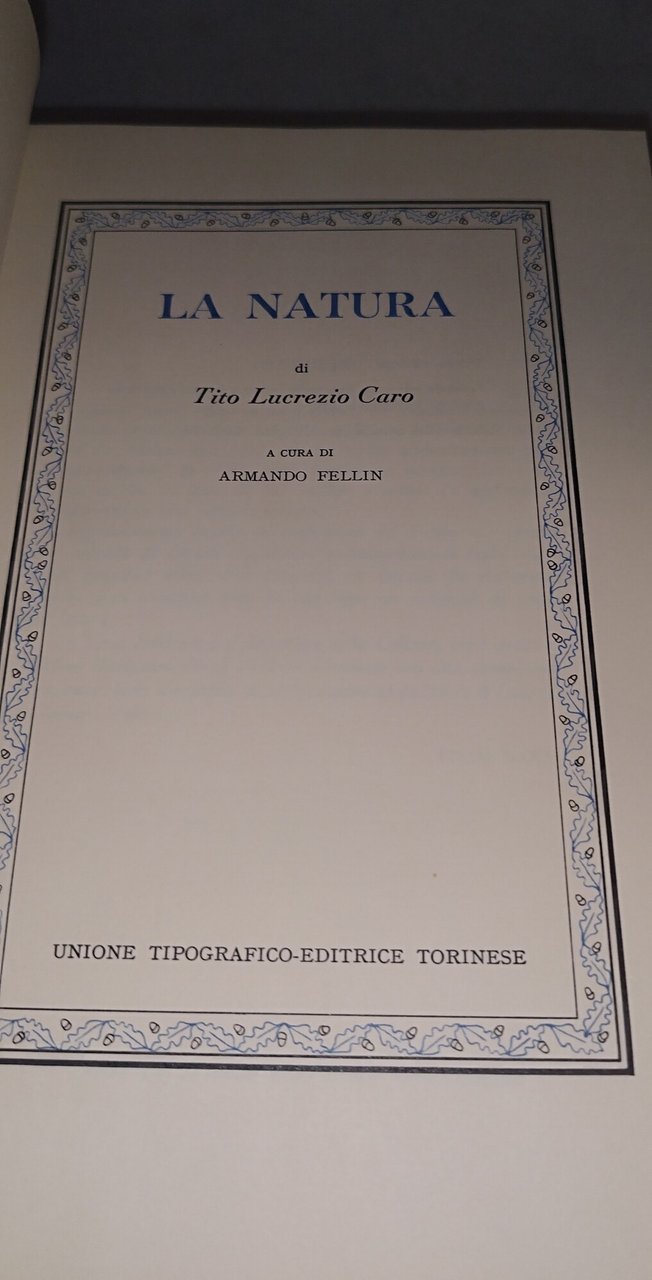 LA NATURA
di
Tito Lucrezio Caro
A CURA DI
ARMANDO FELLIN
UNIONE TIPOGRAFICO-EDITRICE TORINESE